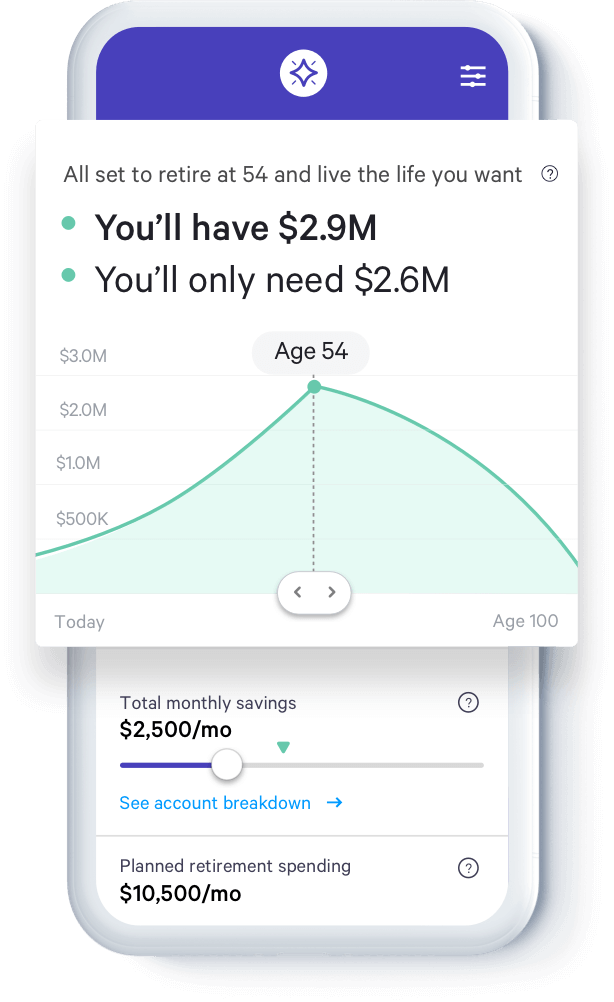 All set to retire at 54 and live the life you want ?
You’ll have $2.9M
You’ll only need $2.6M
Age 54
$3.0M
$2.0M
$1.0M
$500K
Today
Age 100
Total monthly savings ?
$2,500/mo
See account breakdown →
Planned retirement spending ?
$10,500/mo